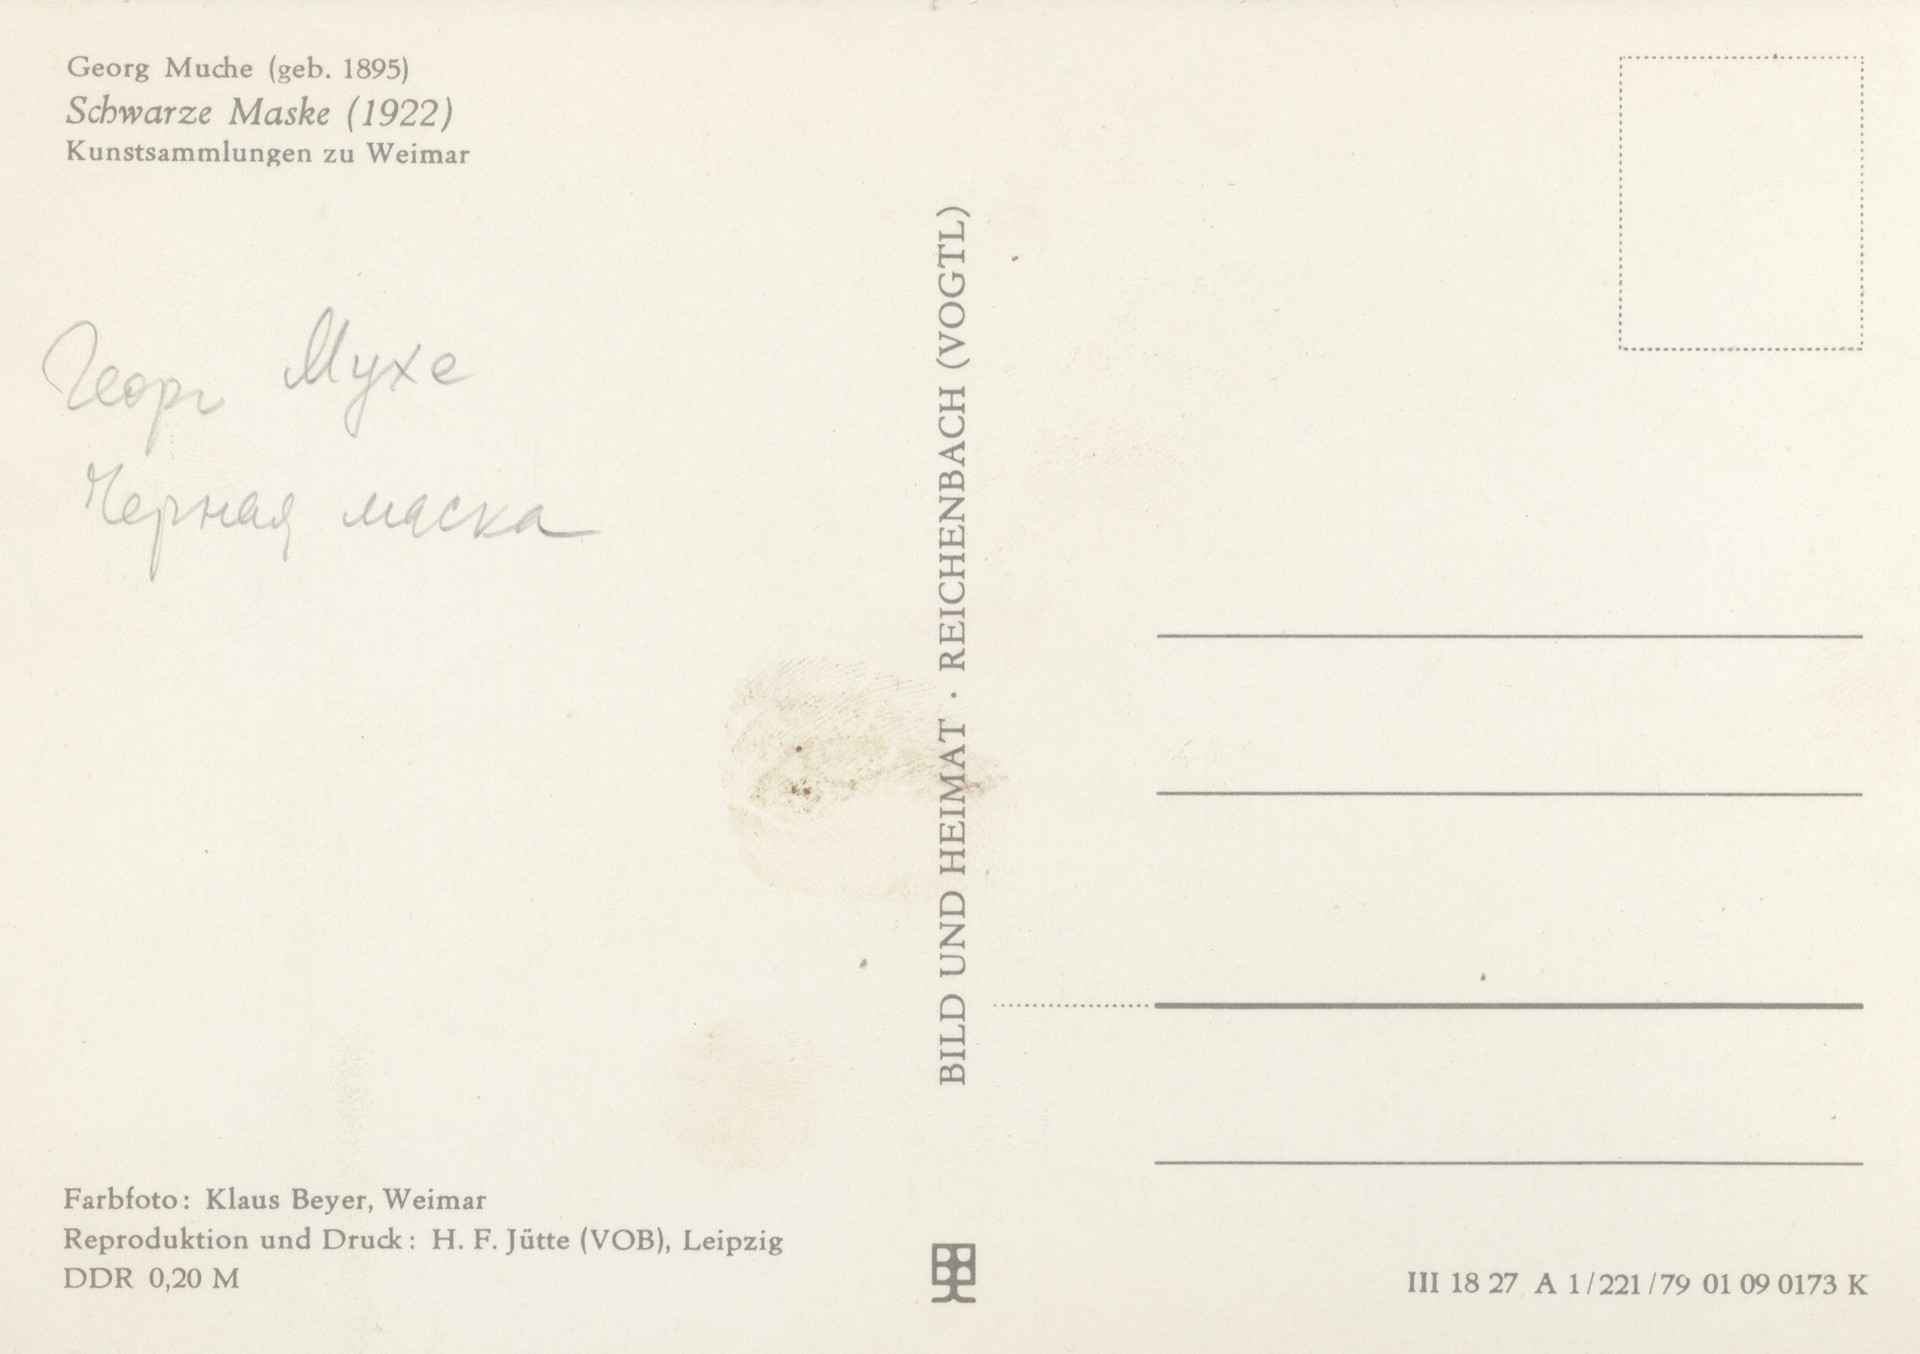 Georg Muche (geb. 1895)
Schwarze Maske (1922)
Kunstsammlungen zu Weimar
Георг Мухе
Черная маска
BILD UND HEIMAT · REICHENBACH (VOGTL)
Farbfoto: Klaus Beyer, Weimar
Reproduktion und Druck: H. F. Jütte (VOB), Leipzig
DDR 0,20 M
III 18 27 A 1/221/79 01 09 0173 K